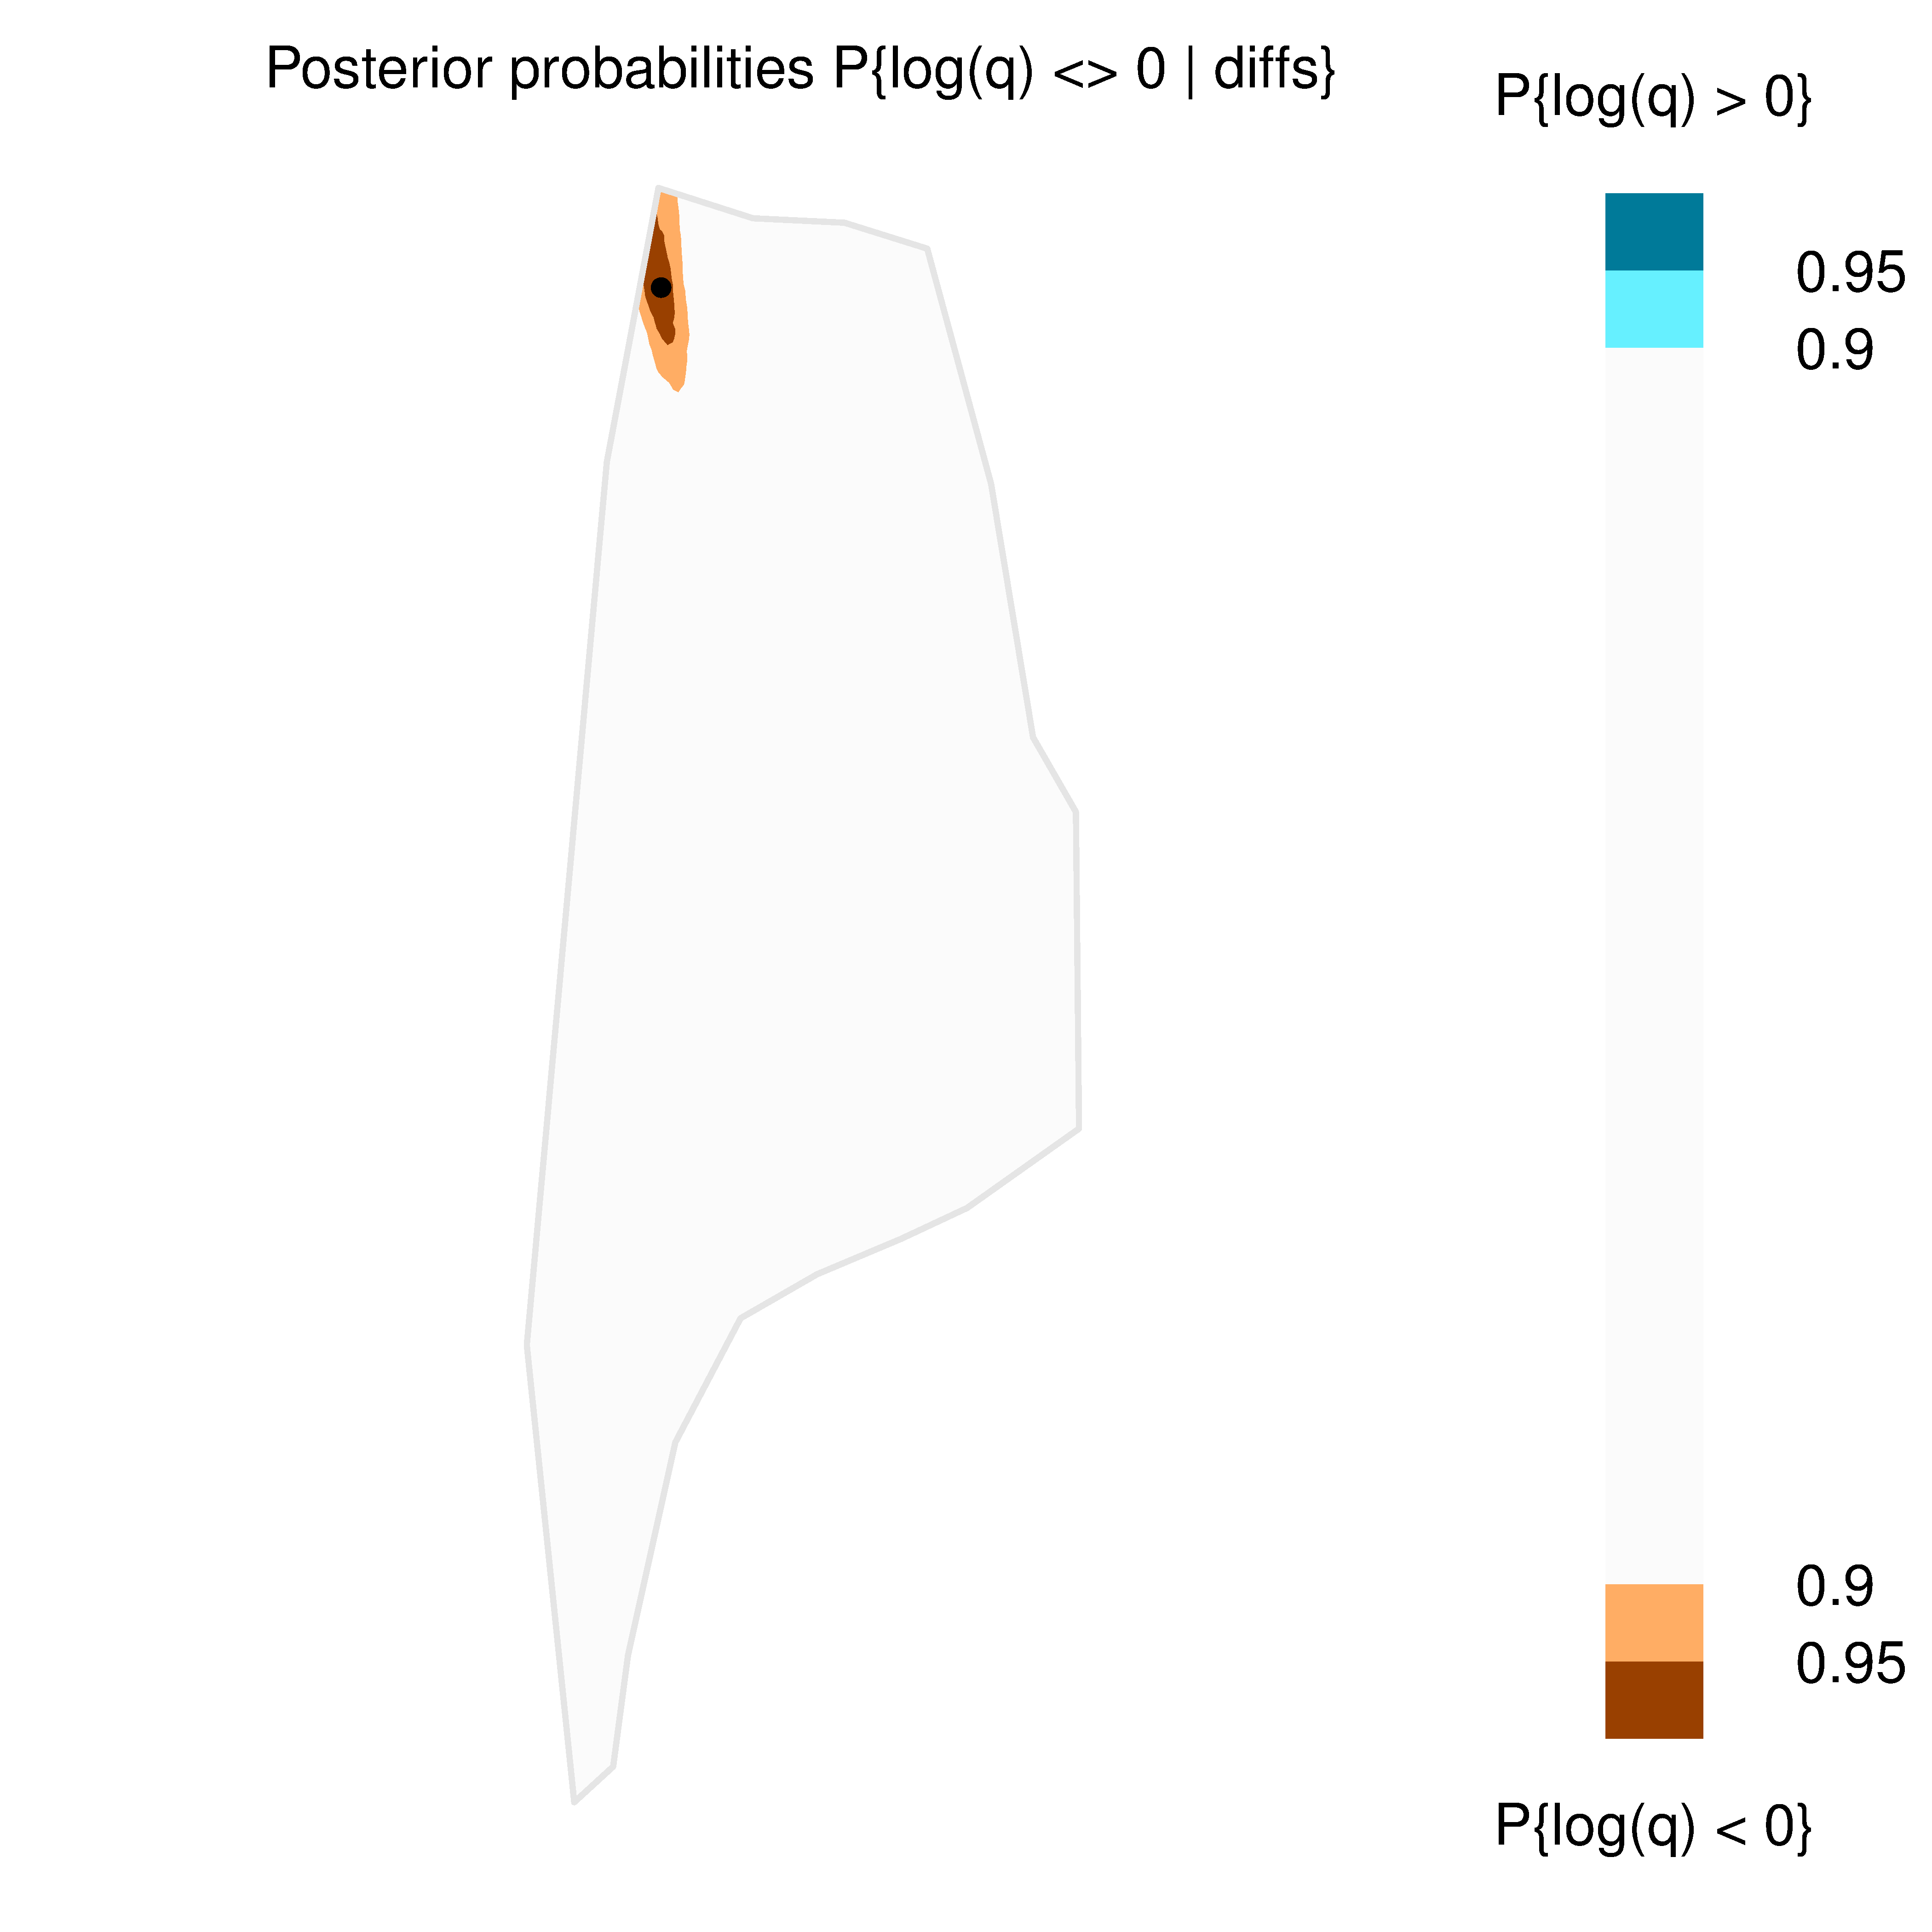 Posterior probabilities P{log(q) <> 0 | diffs}
P{log(q) > 0}
0.95
0.9
0.9
0.95
P{log(q) < 0}